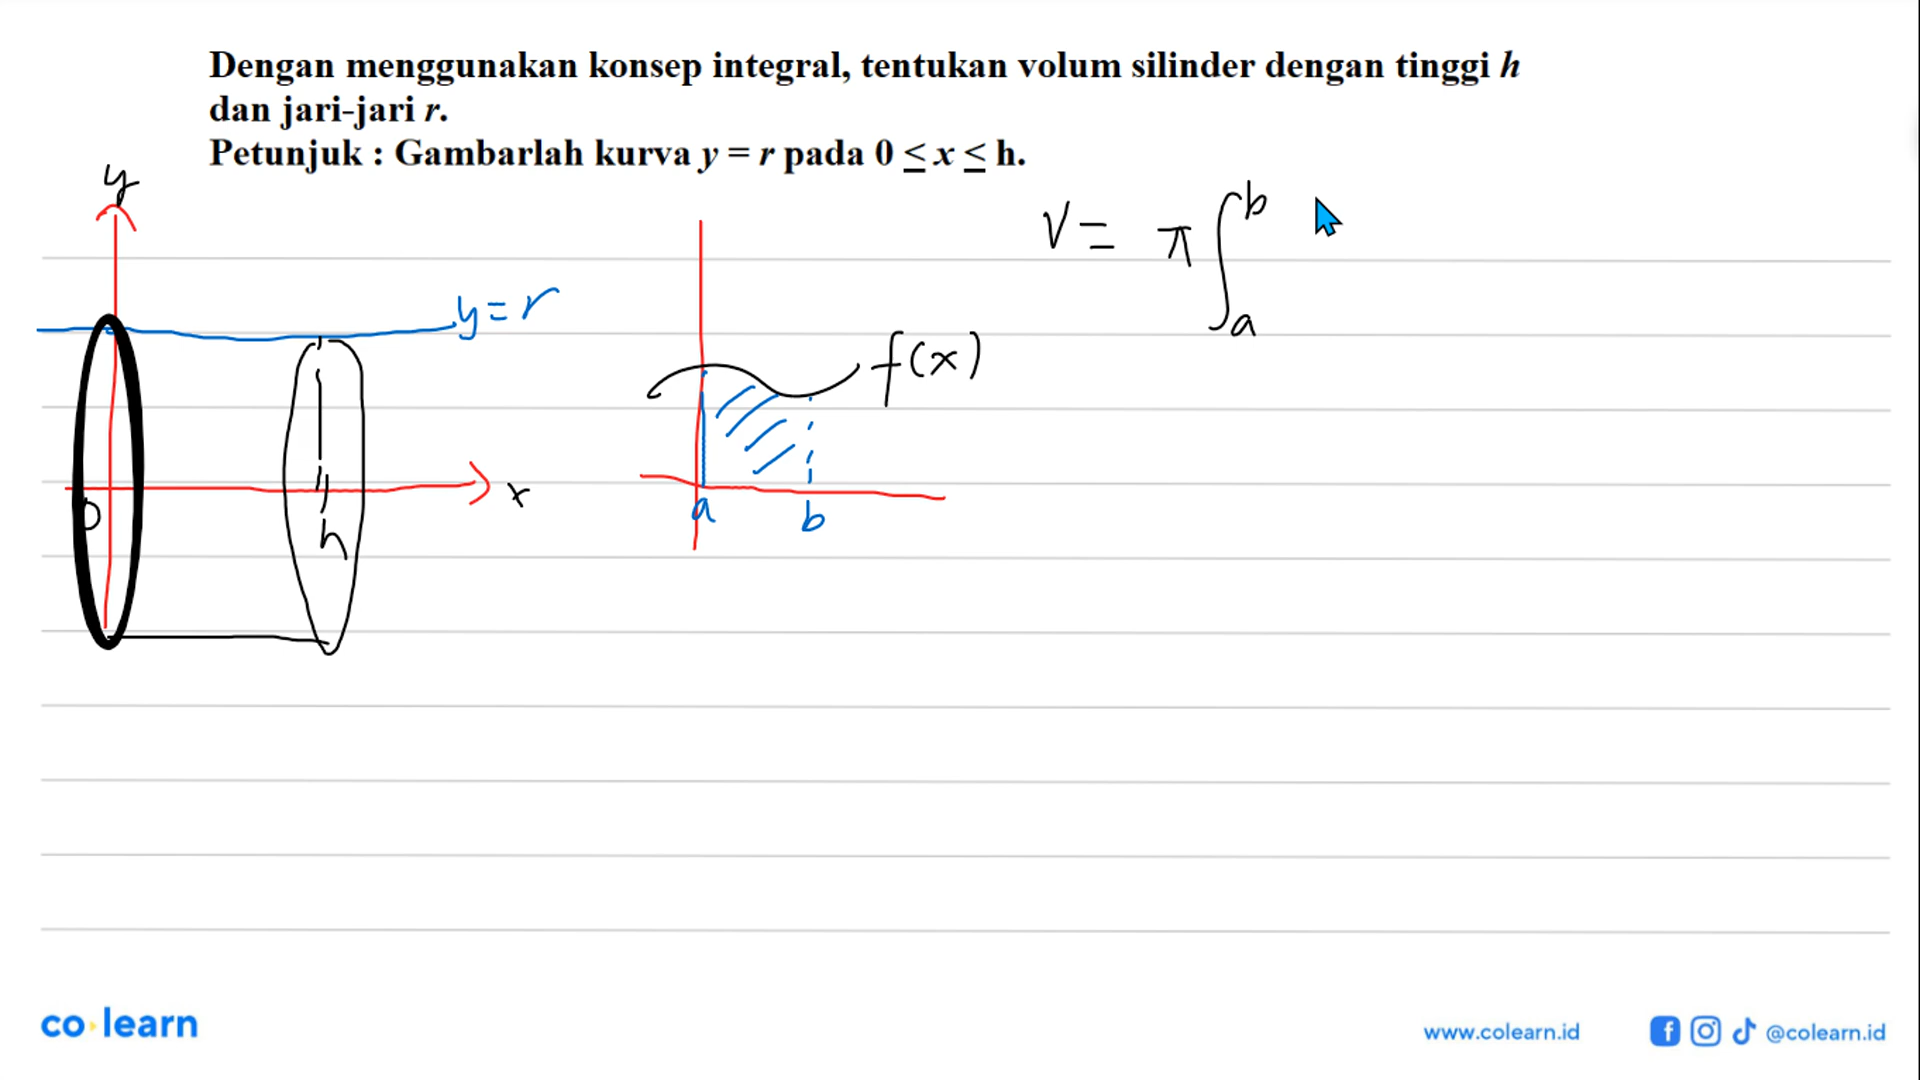 Dengan menggunakan konsep integral, tentukan volum silinder dengan tinggi h
dan jari-jari r.
Petunjuk : Gambarlah kurva y = r pada 0 ≤ x ≤ h.
y
V = π ∫ₐᵇ
y = r
f(x)
0
h
x
a
b
co learn
www.colearn.id
@colearn.id